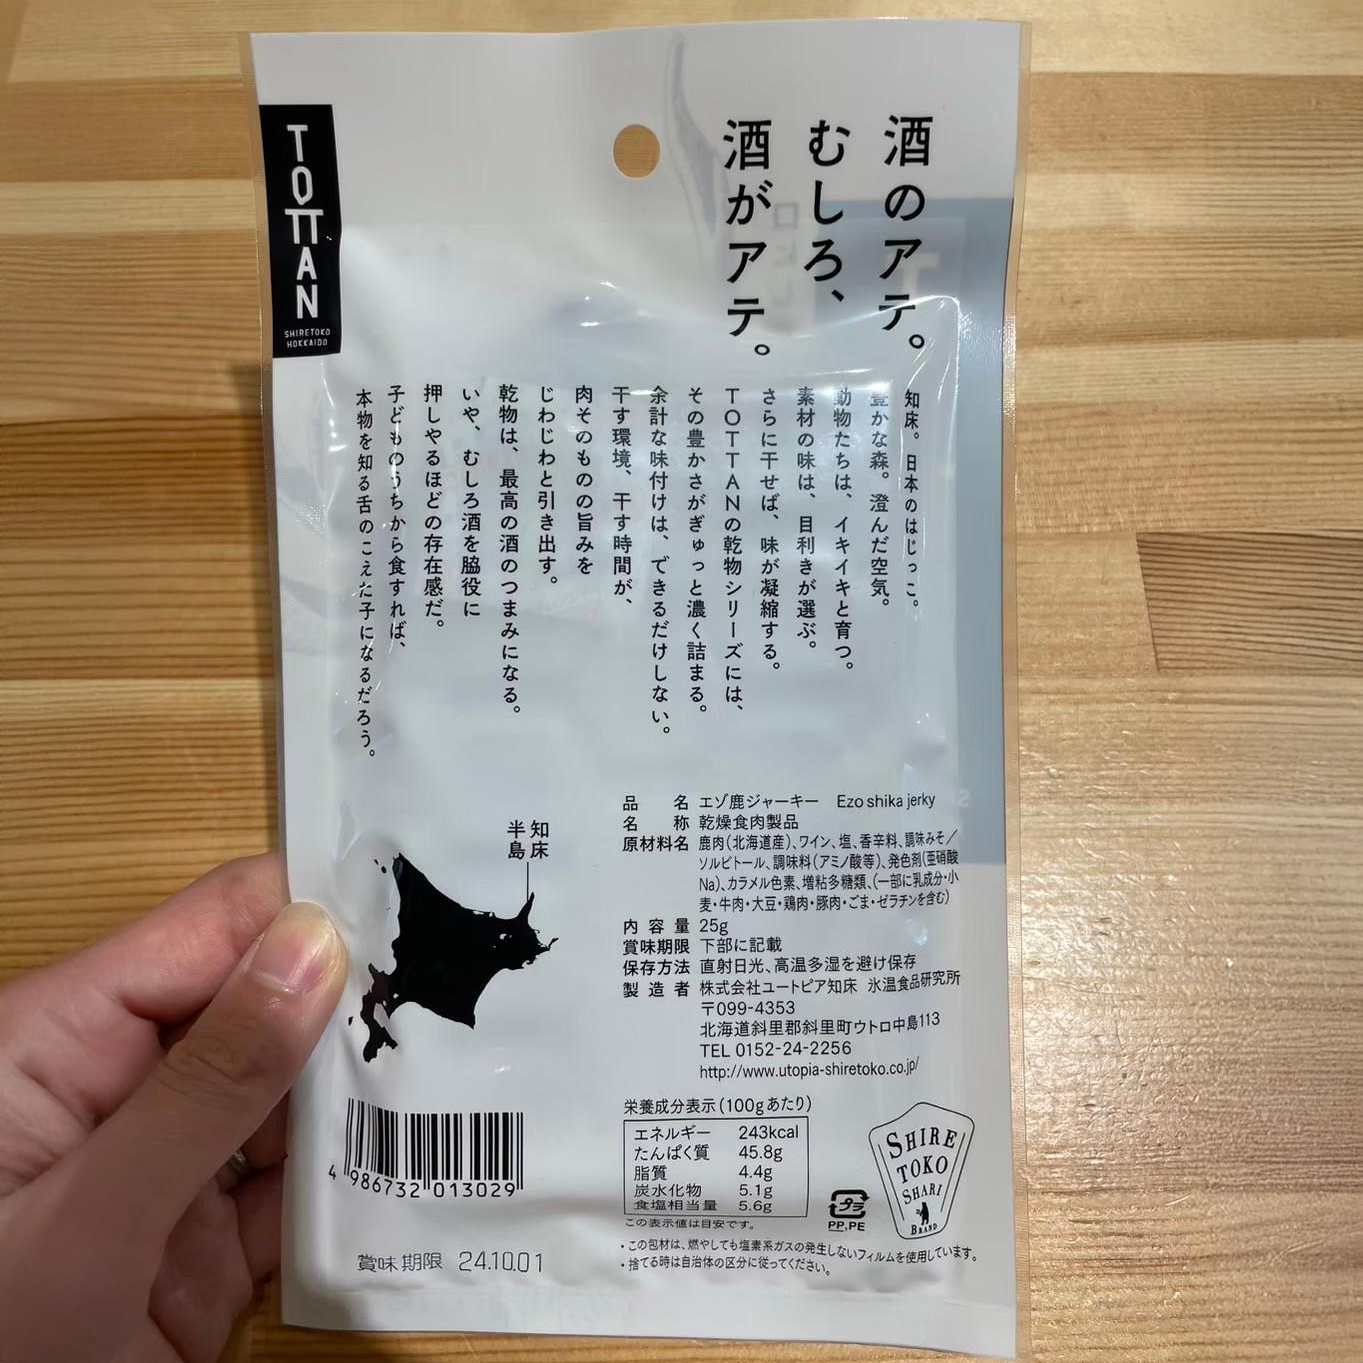 TOTTAN
SHIRETOKO
HOKKAIDO
酒のアテ。
むしろ、
酒がアテ。
知床。日本のはじっこ。
豊かな森。澄んだ空気。
動物たちは、イキイキと育つ。
素材の味は、目利きが選ぶ。
さらに干せば、味が凝縮する。
TOTTANの乾物シリーズには、
その豊かさがぎゅっと濃く詰まる。
余計な味付けは、できるだけしない。
干す環境、干す時間が、
肉そのものの旨みを
じわじわと引き出す。
乾物は、最高の酒のつまみになる。
いや、むしろ酒を脇役に
押しやるほどの存在感だ。
子どものうちから食すれば、
本物を知る舌のこえた子になるだろう。
知床
半島
品名 エゾ鹿ジャーキー Ezo shika jerky
名称 乾燥食肉製品
原材料名 鹿肉(北海道産)、ワイン、塩、香辛料、調味みそ／
ソルビトール、調味料(アミノ酸等)、発色剤(亜硝酸
Na)、カラメル色素、増粘多糖類、(一部に乳成分・小
麦・牛肉・大豆・鶏肉・豚肉・ごま・ゼラチンを含む)
内容量 25g
賞味期限 下部に記載
保存方法 直射日光、高温多湿を避け保存
製造者 株式会社ユートピア知床 氷温食品研究所
〒099-4353
北海道斜里郡斜里町ウトロ中島113
TEL 0152-24-2256
http://www.utopia-shiretoko.co.jp/
栄養成分表示(100gあたり)
エネルギー 243kcal
たんぱく質 45.8g
脂質 4.4g
炭水化物 5.1g
食塩相当量 5.6g
この表示値は目安です。
プラ
PP,PE
SHIRE
TOKO
SHARI
BRAND
・この包材は、燃やしても塩素系ガスの発生しないフィルムを使用しています。
・捨てる時は自治体の区分に従ってください。
4 986732 013029
賞味期限 24.10.01